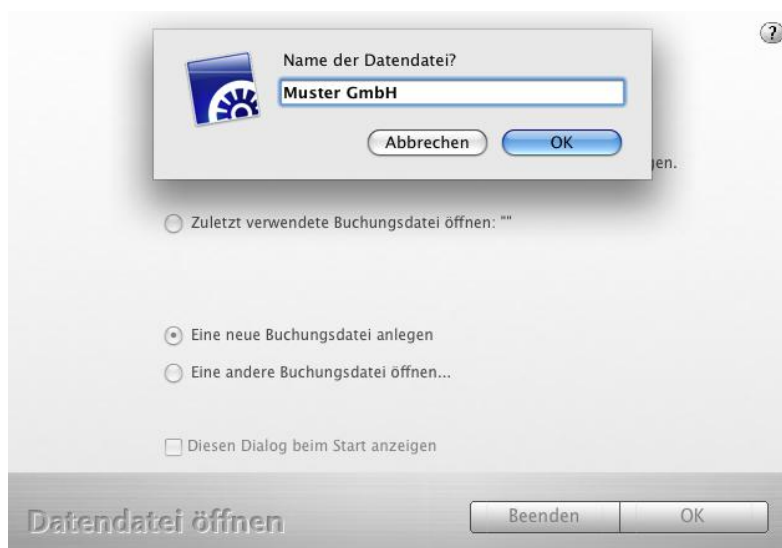 ?
Name der Datendatei?
Muster GmbH
Abbrechen OK
gen.
Zuletzt verwendete Buchungsdatei öffnen: ""
Eine neue Buchungsdatei anlegen
Eine andere Buchungsdatei öffnen...
Diesen Dialog beim Start anzeigen
Datendatei öffnen
Beenden OK